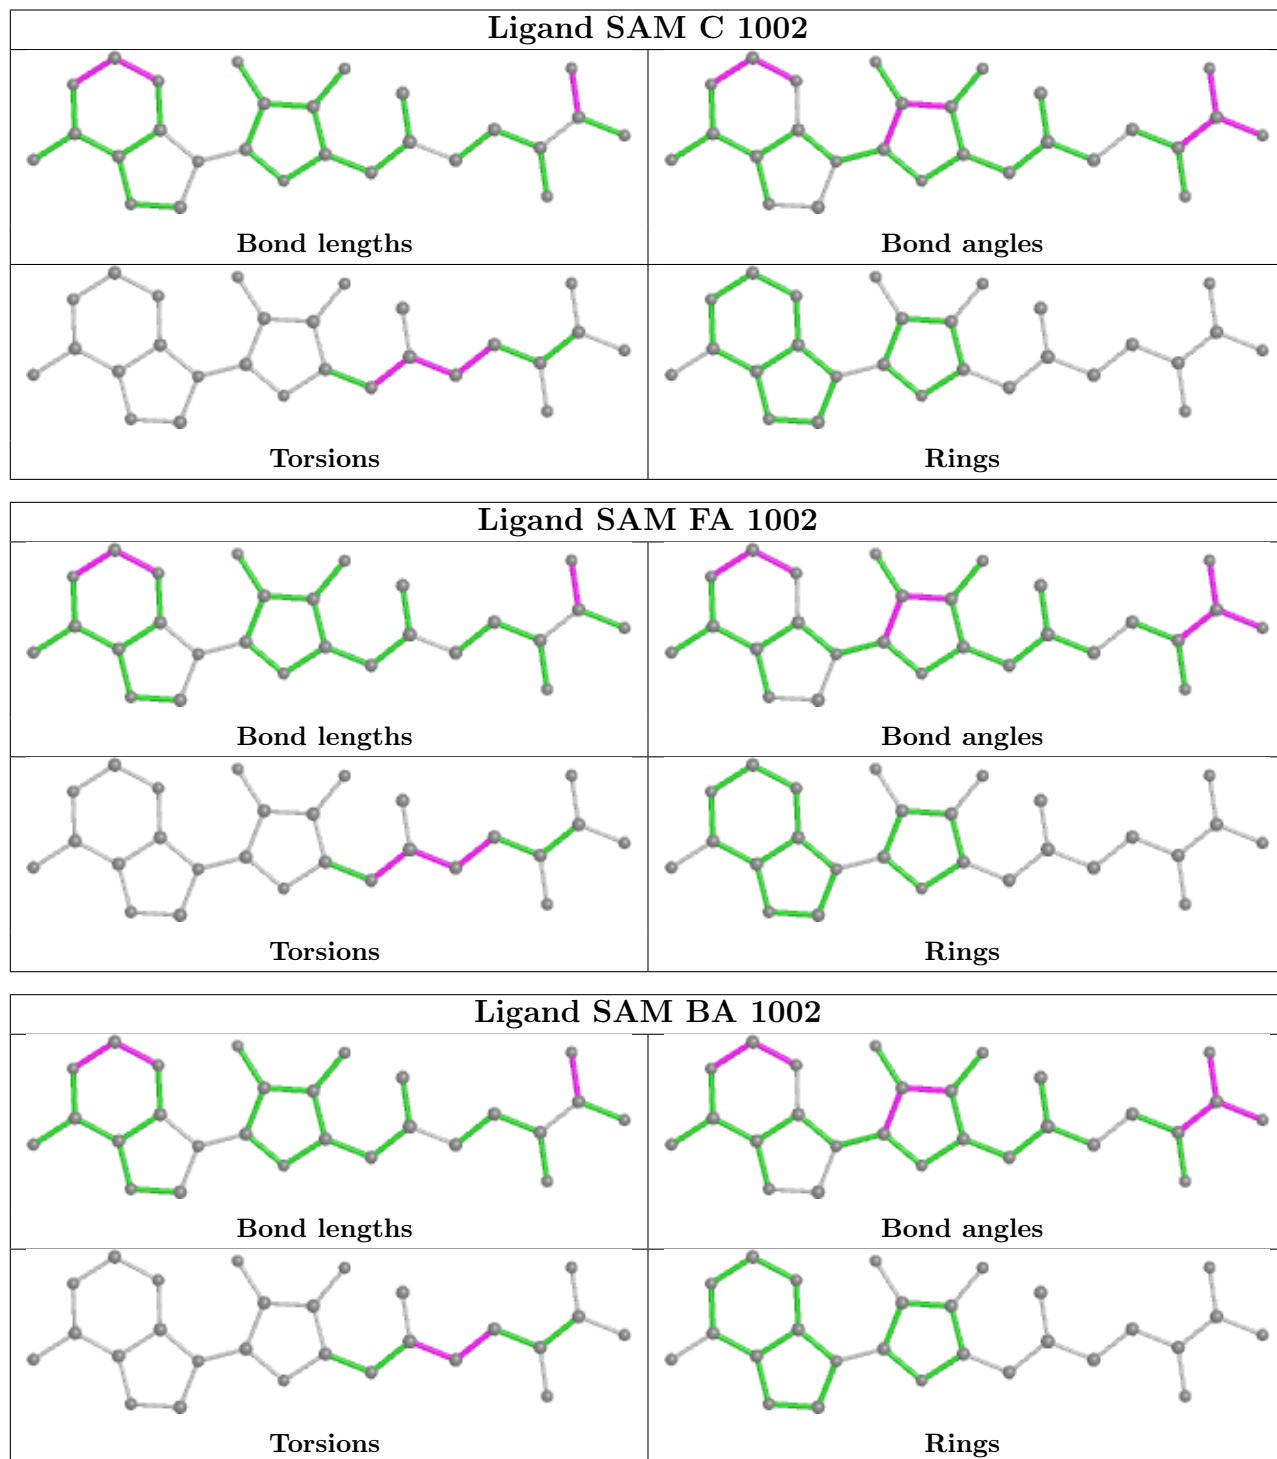 Ligand SAM C 1002
Bond lengths
Bond angles
Torsions
Rings
Ligand SAM FA 1002
Bond lengths
Bond angles
Torsions
Rings
Ligand SAM BA 1002
Bond lengths
Bond angles
Torsions
Rings